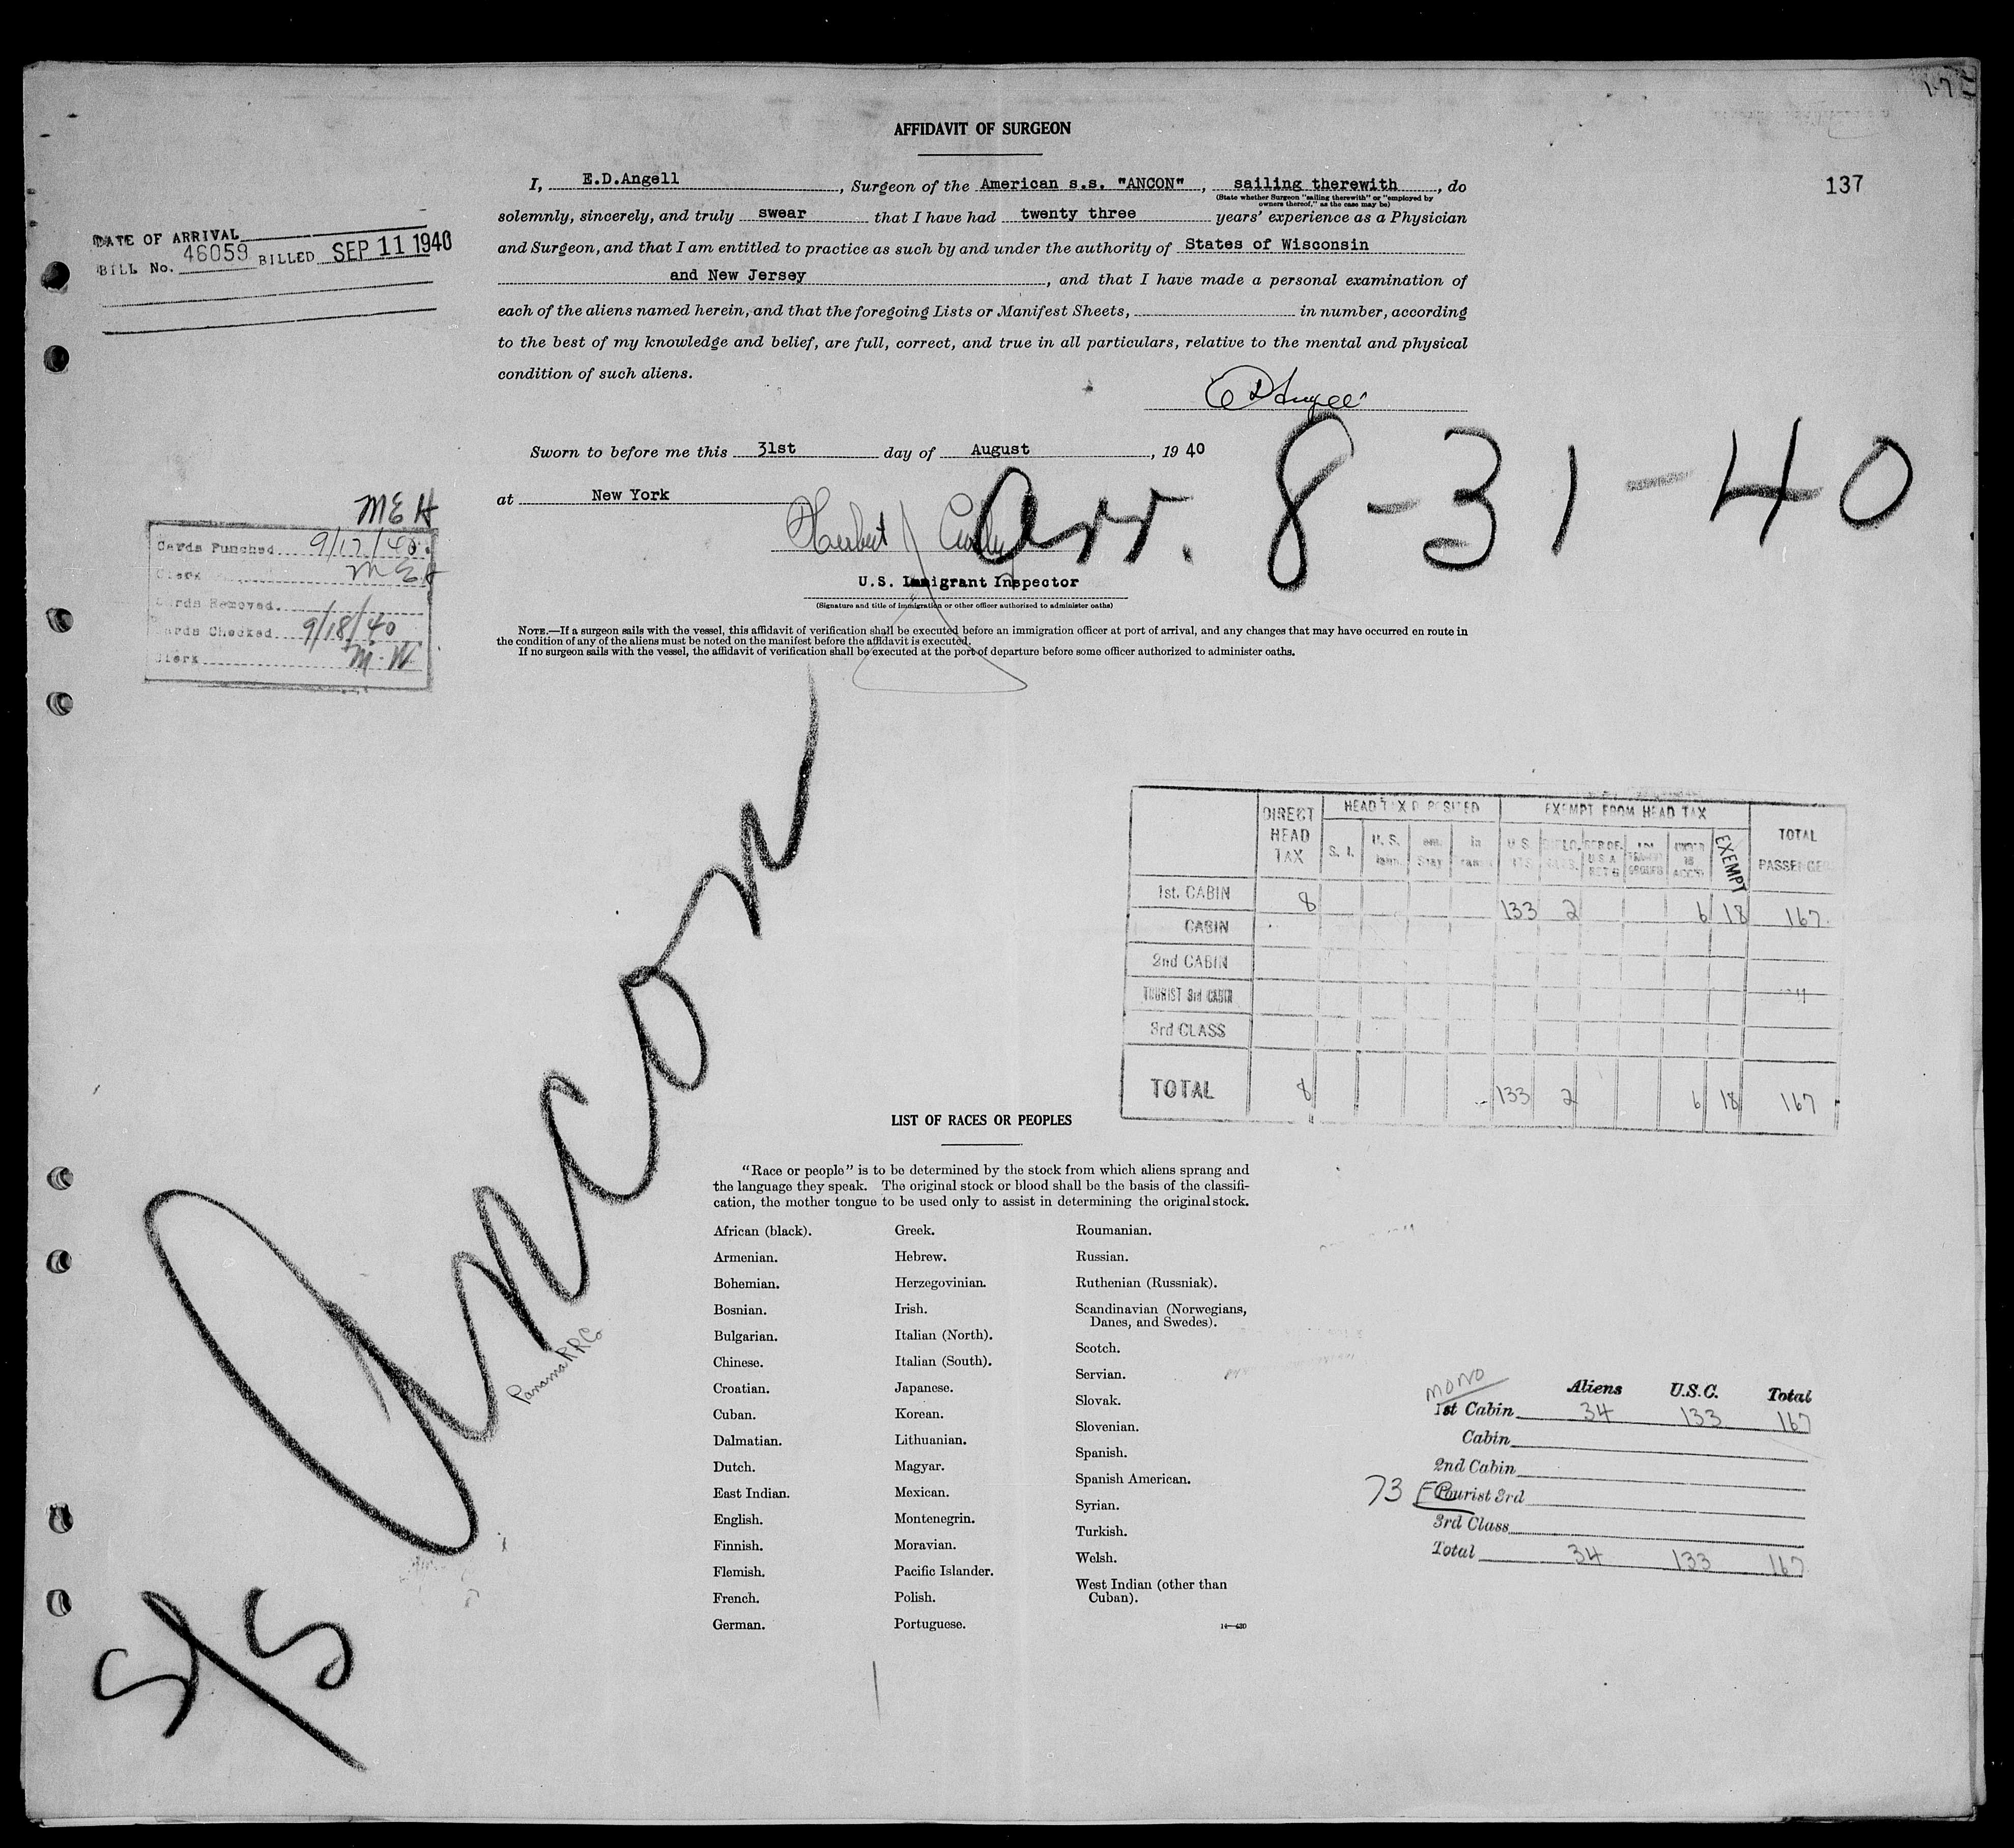 AFFIDAVIT OF SURGEON
137
I, E.D.Angell, Surgeon of the American s.s. "ANCON", sailing therewith, do
(State whether Surgeon "sailing therewith" or "employed by
owners thereof," as the case may be)
solemnly, sincerely, and truly swear that I have had twenty three years' experience as a Physician
and Surgeon, and that I am entitled to practice as such by and under the authority of States of Wisconsin
and New Jersey, and that I have made a personal examination of
each of the aliens named herein, and that the foregoing Lists or Manifest Sheets, in number, according
to the best of my knowledge and belief, are full, correct, and true in all particulars, relative to the mental and physical
condition of such aliens.
EDAngell
DATE OF ARRIVAL
BILL No. 46059 BILLED SEP 11 1940
Sworn to before me this 31st day of August, 19 40
at New York
Arr. 8-31-40
Herbert J
U.S. Immigrant Inspector
(Signature and title of immigration or other officer authorized to administer oaths)
NOTE.—If a surgeon sails with the vessel, this affidavit of verification shall be executed before an immigration officer at port of arrival, and any changes that may have occurred en route in
the condition of any of the aliens must be noted on the manifest before the affidavit is executed.
If no surgeon sails with the vessel, the affidavit of verification shall be executed at the port of departure before some officer authorized to administer oaths.
MEH
Cards Punched 9/17/40
Clerk MEH
Cards Removed
Cards Checked 9/18/40
Clerk M.W.
S/S Ancon
Panama R R Co
DIRECT HEAD TAX
HEAD TAX DEPOSITED
EXEMPT FROM HEAD TAX
TOTAL PASSENGERS
S. I.
U. S.
U S
UNDER 16
EXEMPT
1st. CABIN 8 133 2 6 18 167
CABIN
2nd CABIN
TOURIST 3rd CABIN
3rd CLASS
TOTAL 8 133 2 6 18 167
LIST OF RACES OR PEOPLES
"Race or people" is to be determined by the stock from which aliens sprang and
the language they speak. The original stock or blood shall be the basis of the classifi-
cation, the mother tongue to be used only to assist in determining the original stock.
African (black).
Armenian.
Bohemian.
Bosnian.
Bulgarian.
Chinese.
Croatian.
Cuban.
Dalmatian.
Dutch.
East Indian.
English.
Finnish.
Flemish.
French.
German.
Greek.
Hebrew.
Herzegovinian.
Irish.
Italian (North).
Italian (South).
Japanese.
Korean.
Lithuanian.
Magyar.
Mexican.
Montenegrin.
Moravian.
Pacific Islander.
Polish.
Portuguese.
Roumanian.
Russian.
Ruthenian (Russniak).
Scandinavian (Norwegians,
Danes, and Swedes).
Scotch.
Servian.
Slovak.
Slovenian.
Spanish.
Spanish American.
Syrian.
Turkish.
Welsh.
West Indian (other than
Cuban).
14—430
mono
Aliens U.S.C. Total
1st Cabin 34 133 167
Cabin
2nd Cabin
73 Tourist 3rd
3rd Class
Total 34 133 167